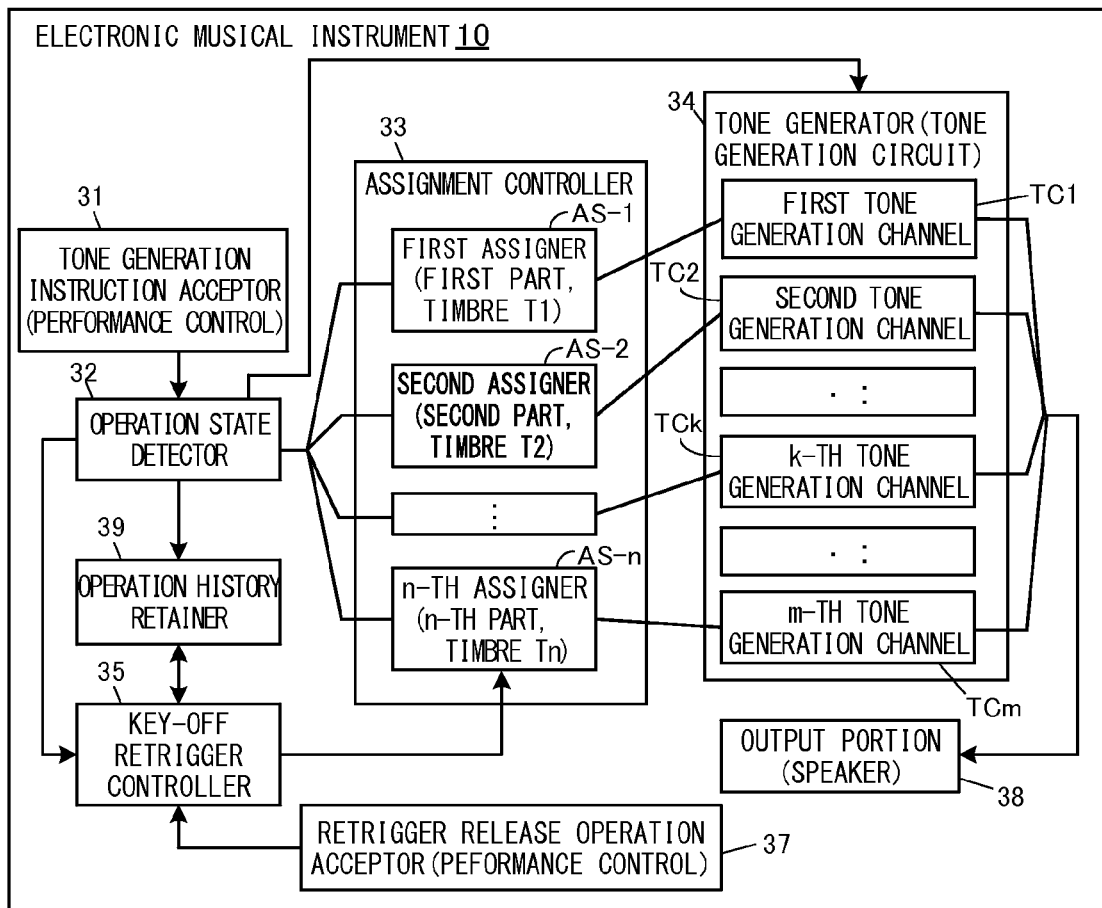 ELECTRONIC MUSICAL INSTRUMENT 10
31
TONE GENERATION
INSTRUCTION ACCEPTOR
(PERFORMANCE CONTROL)
32
OPERATION STATE
DETECTOR
39
OPERATION HISTORY
RETAINER
35
KEY-OFF
RETRIGGER
CONTROLLER
33
ASSIGNMENT CONTROLLER
AS-1
FIRST ASSIGNER
(FIRST PART,
TIMBRE T1)
AS-2
SECOND ASSIGNER
(SECOND PART,
TIMBRE T2)
⋮
AS-n
n-TH ASSIGNER
(n-TH PART,
TIMBRE Tn)
34
TONE GENERATOR(TONE
GENERATION CIRCUIT)
TC1
FIRST TONE
GENERATION CHANNEL
TC2
SECOND TONE
GENERATION CHANNEL
. :
TCk
k-TH TONE
GENERATION CHANNEL
. :
m-TH TONE
GENERATION CHANNEL
TCm
OUTPUT PORTION
(SPEAKER)
38
RETRIGGER RELEASE OPERATION
ACCEPTOR(PEFORMANCE CONTROL)
37